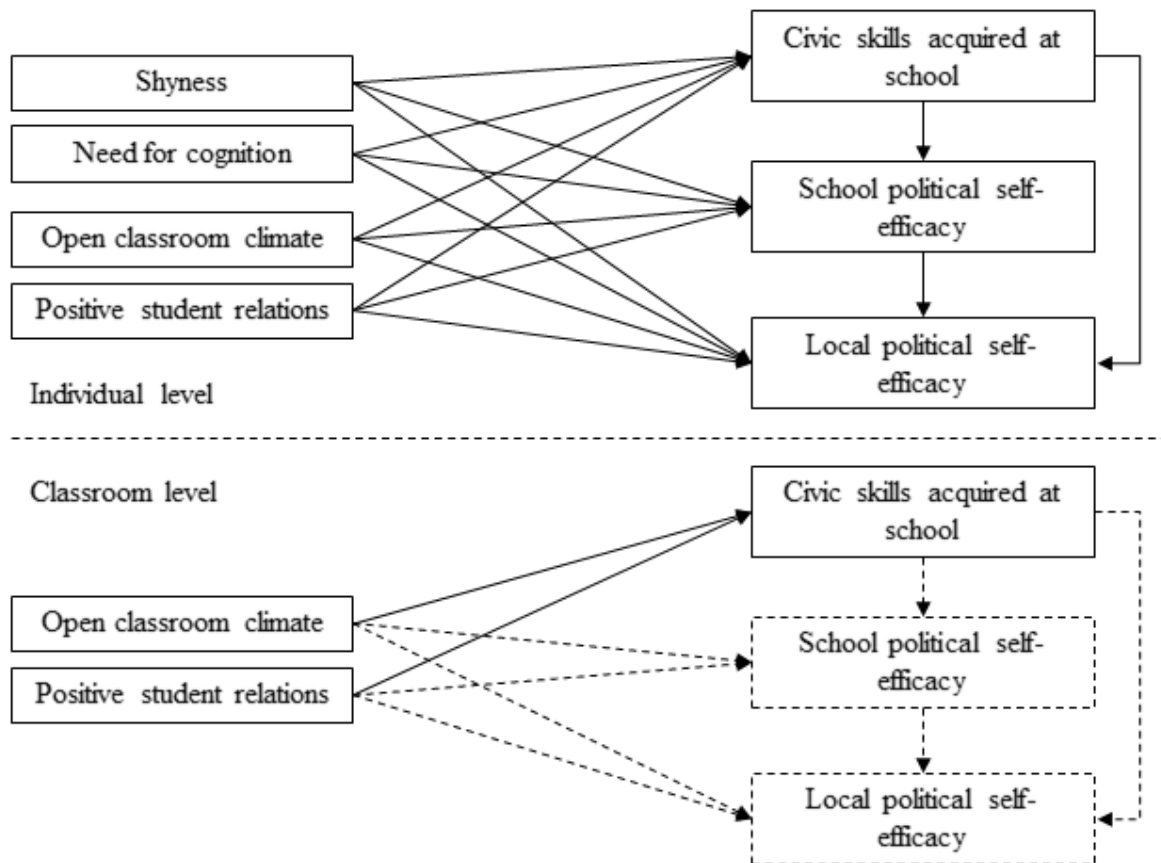 Civic skills acquired at
school
Shyness
Need for cognition
School political self-
efficacy
Open classroom climate
Positive student relations
Local political self-
efficacy
Individual level
Classroom level
Civic skills acquired at
school
Open classroom climate
School political self-
efficacy
Positive student relations
Local political self-
efficacy